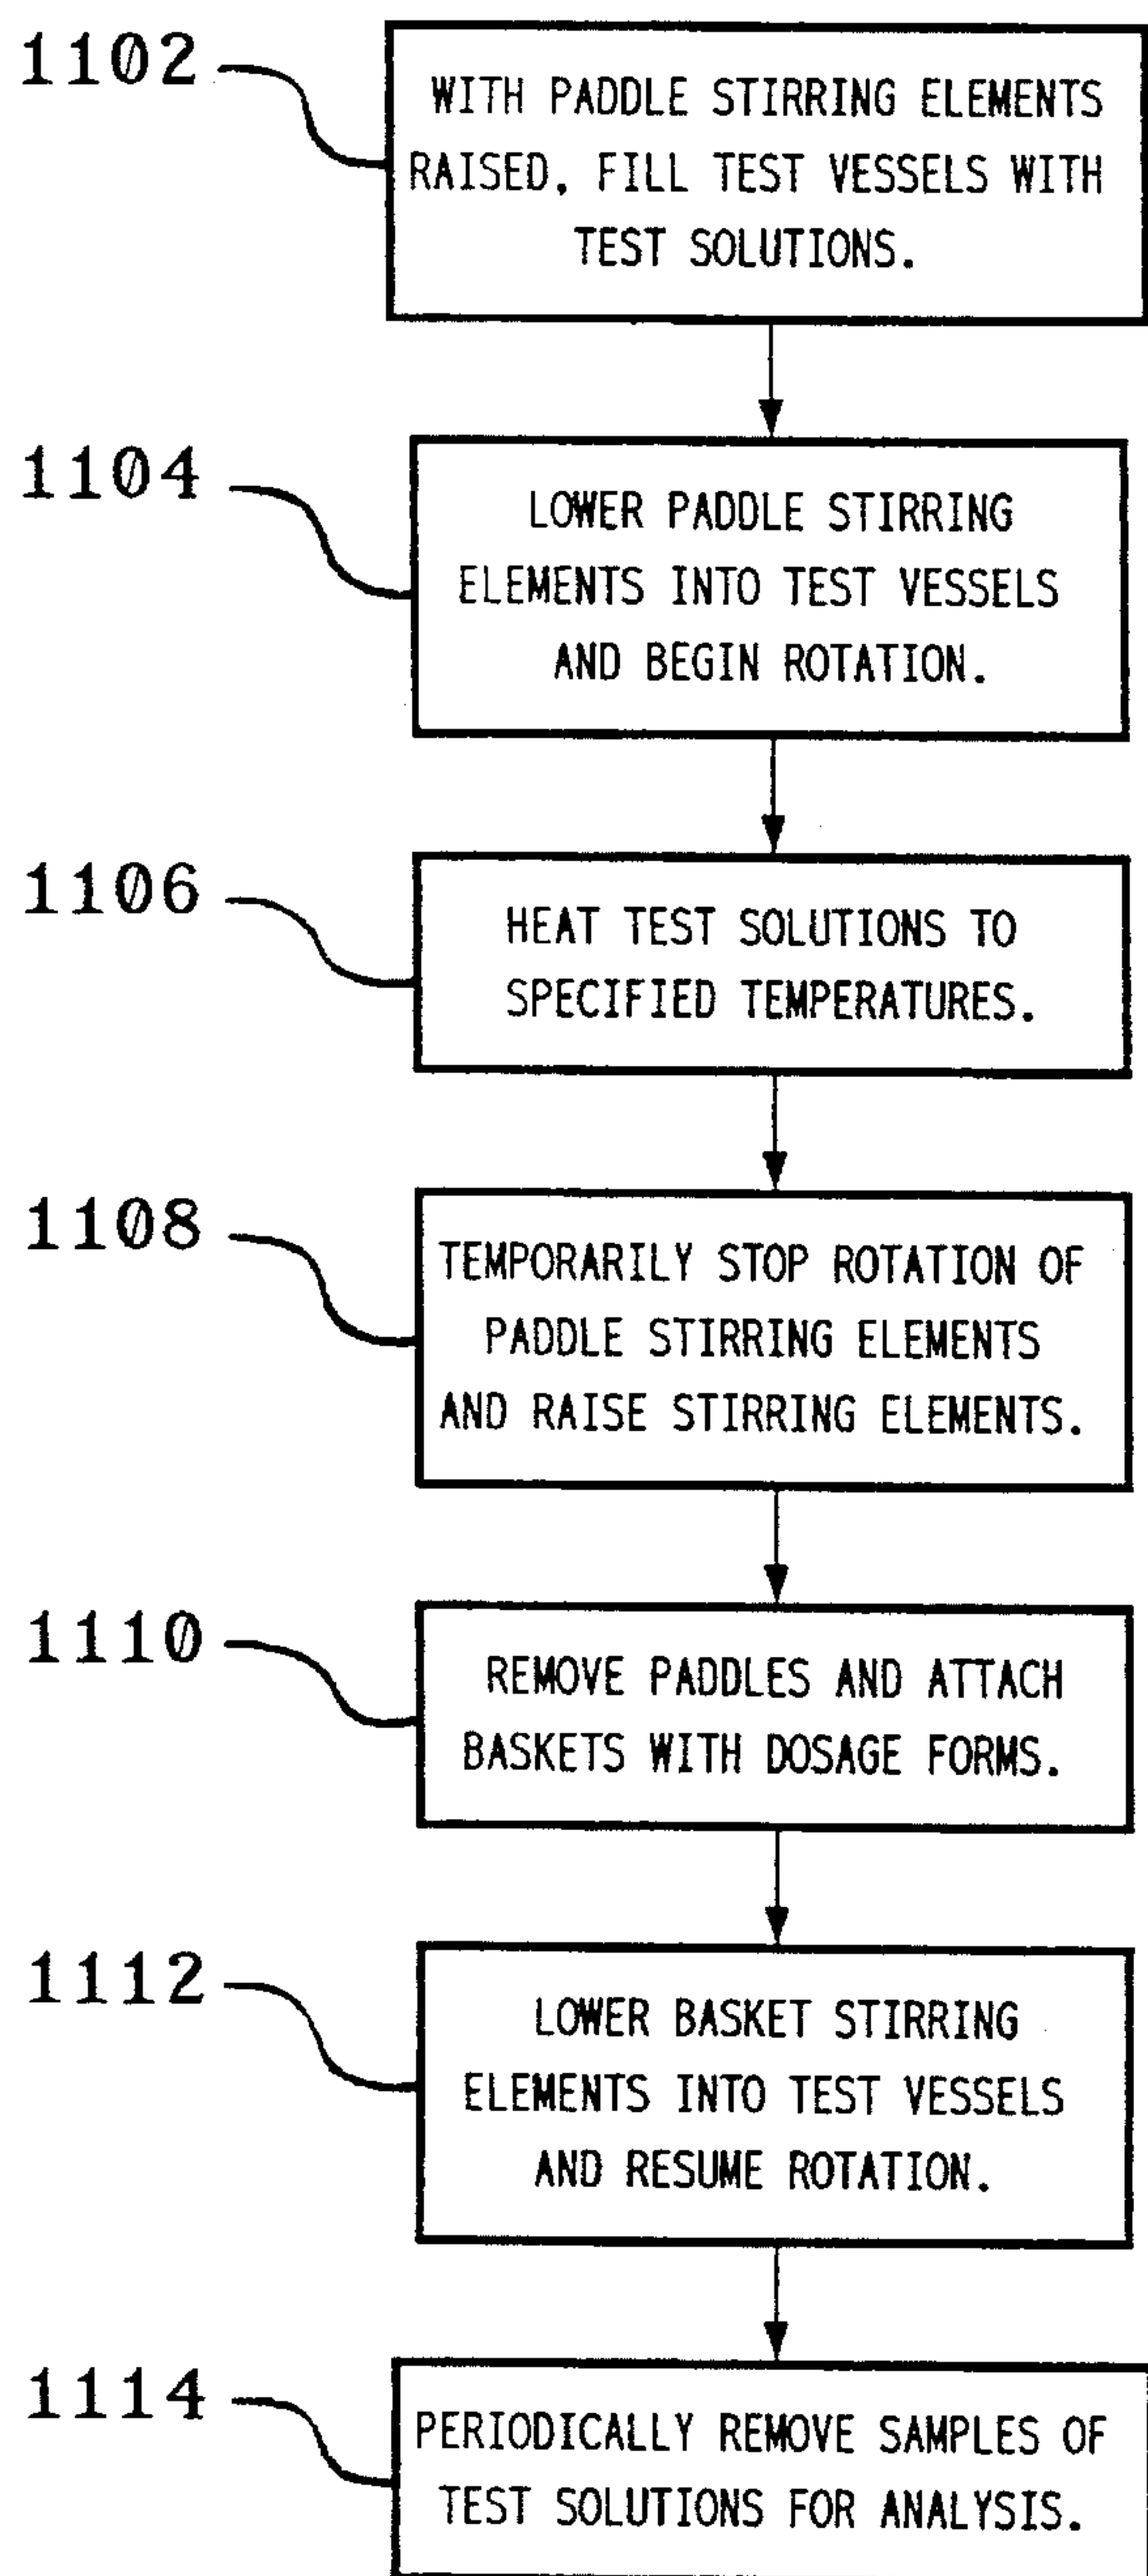 1102
WITH PADDLE STIRRING ELEMENTS
RAISED, FILL TEST VESSELS WITH
TEST SOLUTIONS.
1104
LOWER PADDLE STIRRING
ELEMENTS INTO TEST VESSELS
AND BEGIN ROTATION.
1106
HEAT TEST SOLUTIONS TO
SPECIFIED TEMPERATURES.
1108
TEMPORARILY STOP ROTATION OF
PADDLE STIRRING ELEMENTS
AND RAISE STIRRING ELEMENTS.
1110
REMOVE PADDLES AND ATTACH
BASKETS WITH DOSAGE FORMS.
1112
LOWER BASKET STIRRING
ELEMENTS INTO TEST VESSELS
AND RESUME ROTATION.
1114
PERIODICALLY REMOVE SAMPLES OF
TEST SOLUTIONS FOR ANALYSIS.